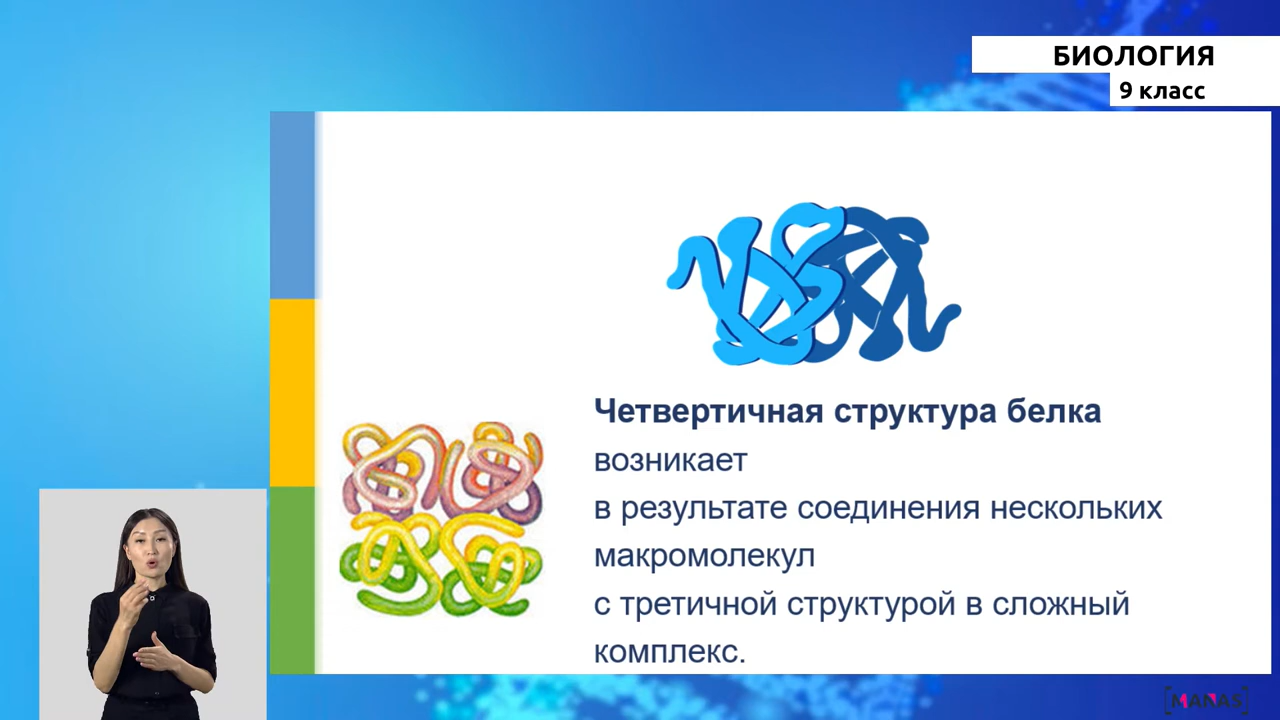 БИОЛОГИЯ
9 класс
Четвертичная структура белка
возникает
в результате соединения нескольких
макромолекул
с третичной структурой в сложный
комплекс.
MANAS